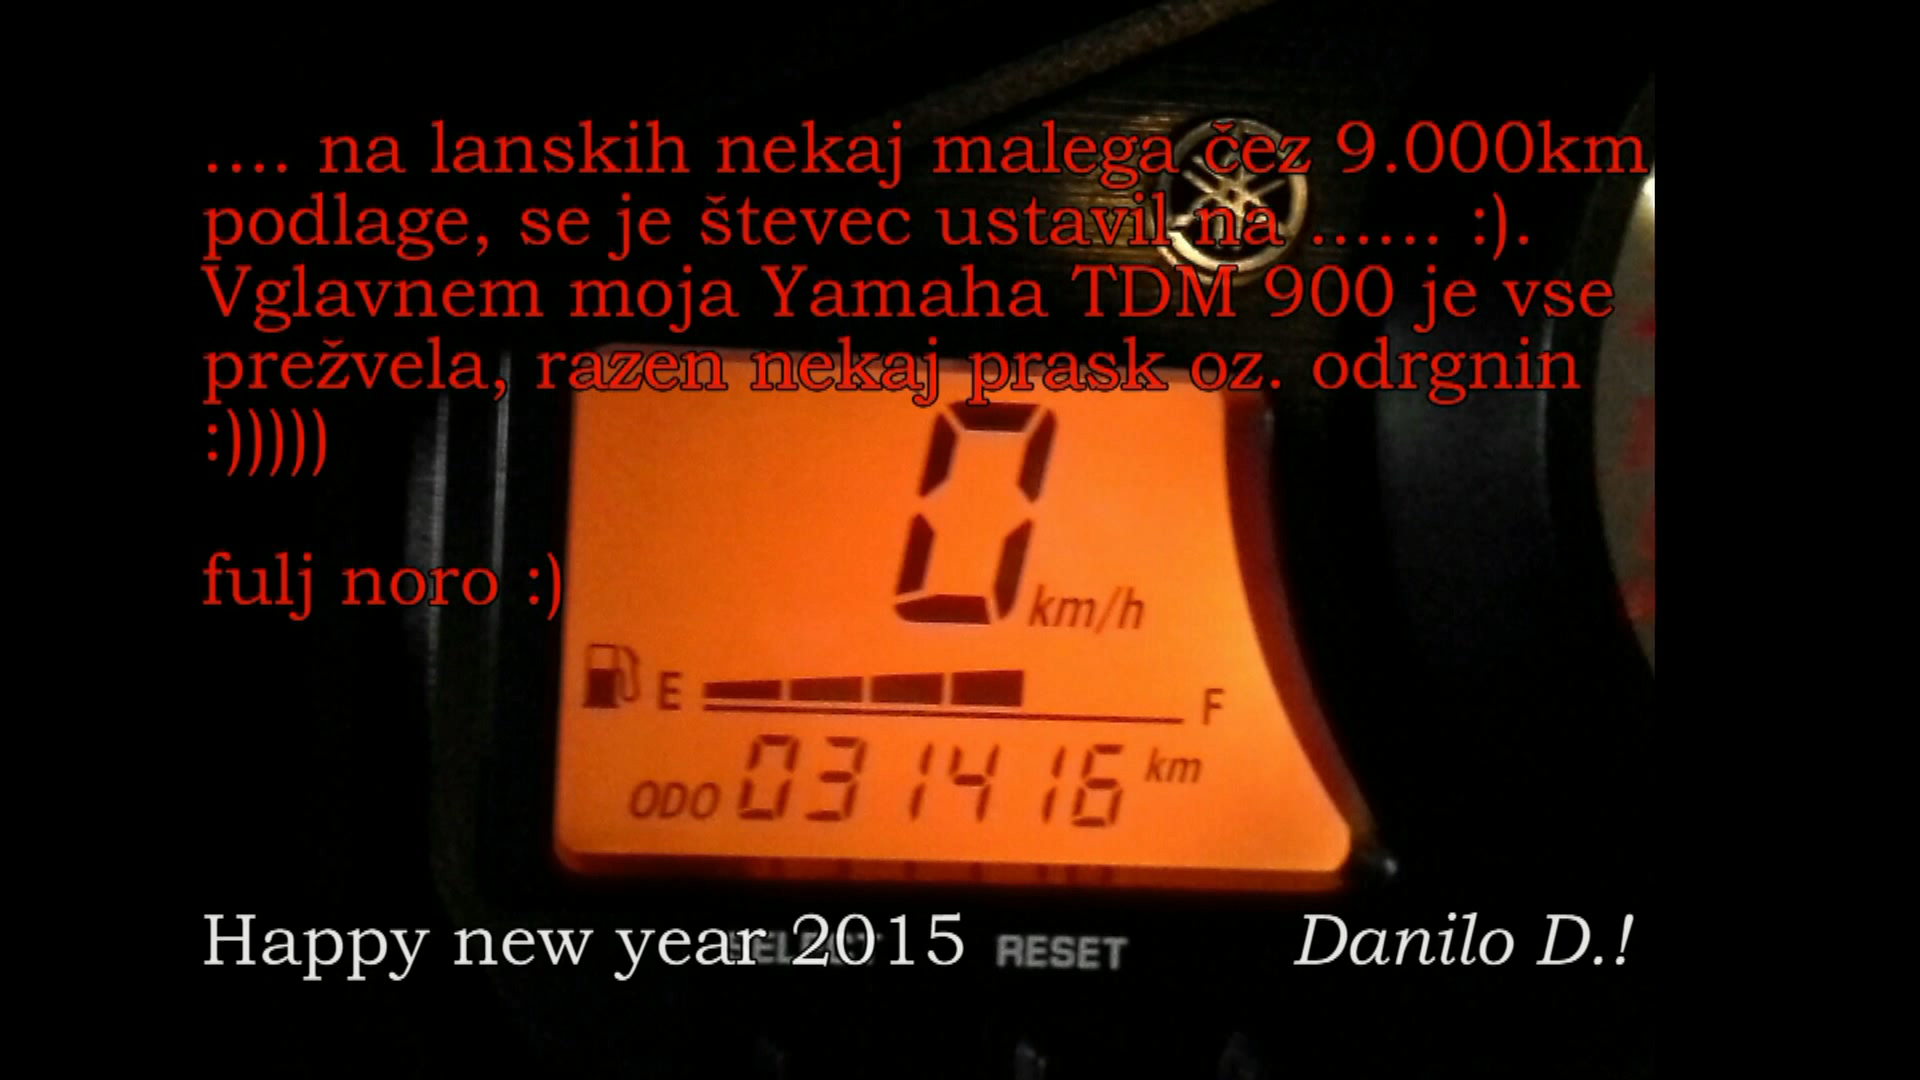 .... na lanskih nekaj malega čez 9.000km
podlage, se je števec ustavil na ...... :).
Vglavnem moja Yamaha TDM 900 je vse
prežvela, razen nekaj prask oz. odrgnin
:)))))
fulj noro :)
0 km/h
E F
ODO 031416 km
SELECT RESET
Happy new year 2015 Danilo D.!